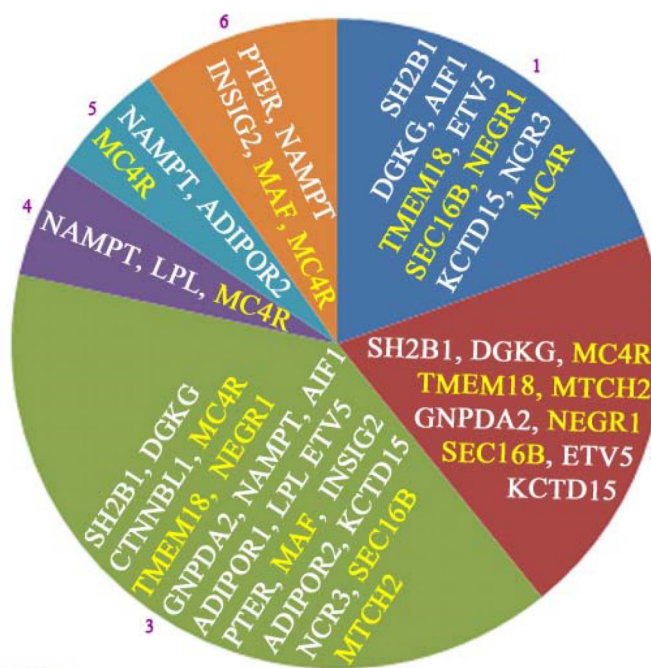 1
SH2B1
DGKG, AIF1
TMEM18, ETV5
SEC16B, NEGR1
KCTD15, NCR3
MC4R
SH2B1, DGKG, MC4R
TMEM18, MTCH2
GNPDA2, NEGR1
SEC16B, ETV5
KCTD15
3
SH2B1, DGKG
CTNNBL1, MC4R
TMEM18, NEGR1
GNPDA2, NAMPT, AIF1
ADIPOR1, LPL ETV5
PTER, MAF, INSIG2
ADIPOR2, KCTD15
NCR3, SEC16B
MTCH2
4
NAMPT, LPL, MC4R
5
NAMPT, ADIPOR2
MC4R
6
PTER, NAMPT
INSIG2, MAF, MC4R